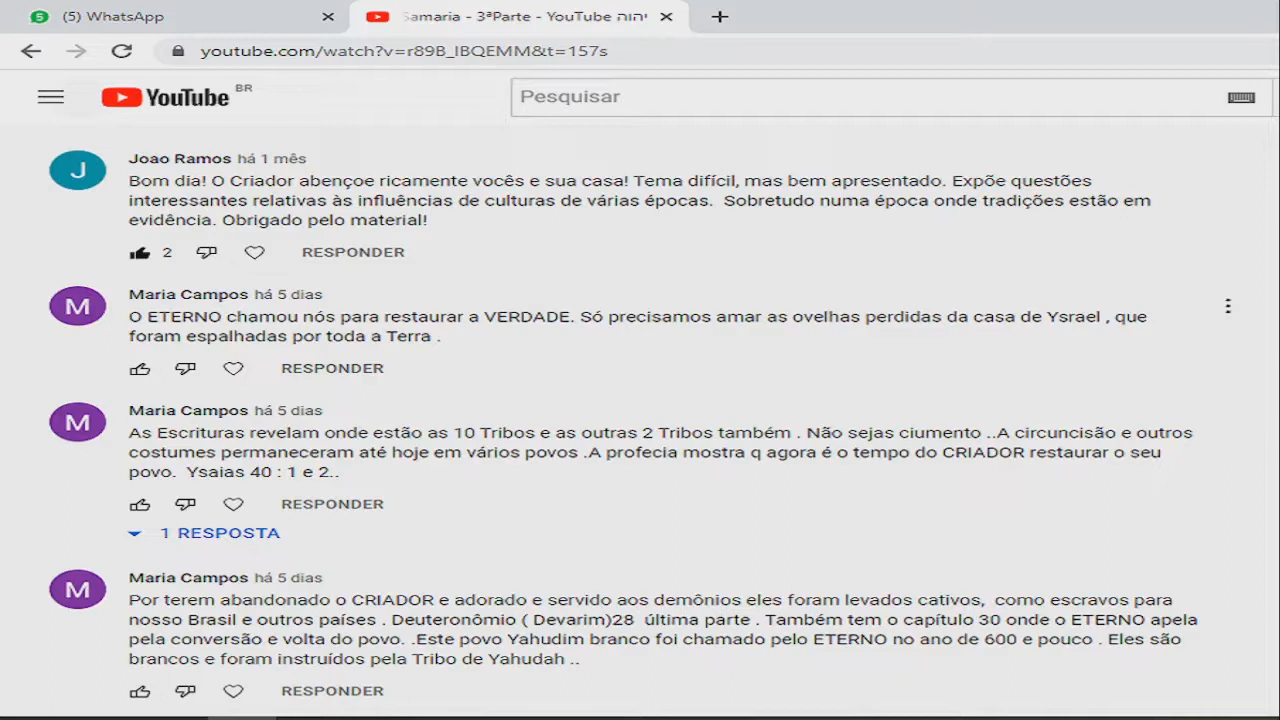 (5) WhatsApp
Samaria - 3ªParte - YouTube יהוה
youtube.com/watch?v=r89B_IBQEMM&t=157s
YouTube BR
Pesquisar
J
Joao Ramos há 1 mês
Bom dia! O Criador abençoe ricamente vocês e sua casa! Tema difícil, mas bem apresentado. Expõe questões
interessantes relativas às influências de culturas de várias épocas.  Sobretudo numa época onde tradições estão em
evidência. Obrigado pelo material!
2 RESPONDER
M
Maria Campos há 5 dias
O ETERNO chamou nós para restaurar a VERDADE. Só precisamos amar as ovelhas perdidas da casa de Ysrael , que
foram espalhadas por toda a Terra .
RESPONDER
M
Maria Campos há 5 dias
As Escrituras revelam onde estão as 10 Tribos e as outras 2 Tribos também . Não sejas ciumento ..A circuncisão e outros
costumes permaneceram até hoje em vários povos .A profecia mostra q agora é o tempo do CRIADOR restaurar o seu
povo.  Ysaias 40 : 1 e 2..
RESPONDER
1 RESPOSTA
M
Maria Campos há 5 dias
Por terem abandonado o CRIADOR e adorado e servido aos demônios eles foram levados cativos,  como escravos para
nosso Brasil e outros países . Deuteronômio ( Devarim)28  última parte . Também tem o capítulo 30 onde o ETERNO apela
pela conversão e volta do povo. .Este povo Yahudim branco foi chamado pelo ETERNO no ano de 600 e pouco . Eles são
brancos e foram instruídos pela Tribo de Yahudah ..
RESPONDER